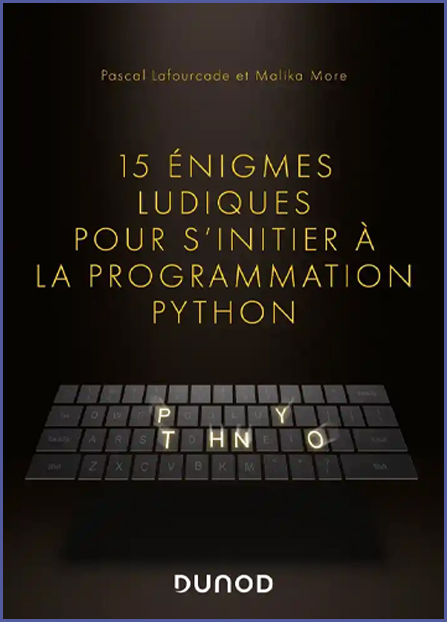 Pascal Lafourcade et Malika More
15 ÉNIGMES
LUDIQUES
POUR S'INITIER À
LA PROGRAMMATION
PYTHON
P L U Y
A R S T D H N E I O
Z X C V B K M
DUNOD